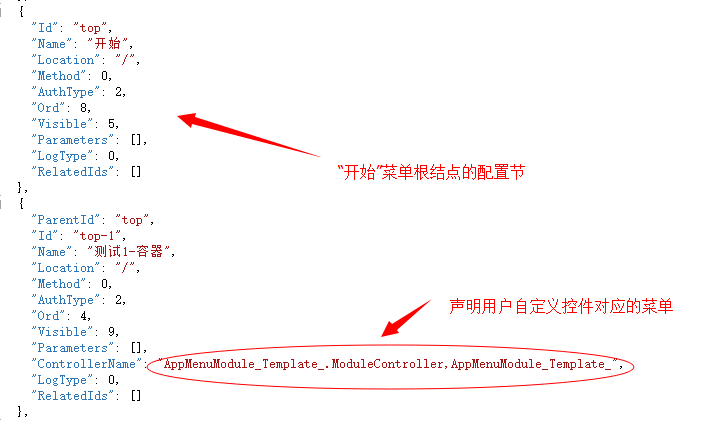 {
"Id": "top",
"Name": "开始",
"Location": "/",
"Method": 0,
"AuthType": 2,
"Ord": 8,
"Visible": 5,
"Parameters": [],
"LogType": 0,
"RelatedIds": []
},
“开始”菜单根结点的配置节
{
"ParentId": "top",
"Id": "top-1",
"Name": "测试1-容器",
"Location": "/",
"Method": 0,
"AuthType": 2,
"Ord": 4,
"Visible": 9,
"Parameters": [],
"ControllerName": "AppMenuModule_Template_.ModuleController,AppMenuModule_Template_",
"LogType": 0,
"RelatedIds": []
},
声明用户自定义控件对应的菜单